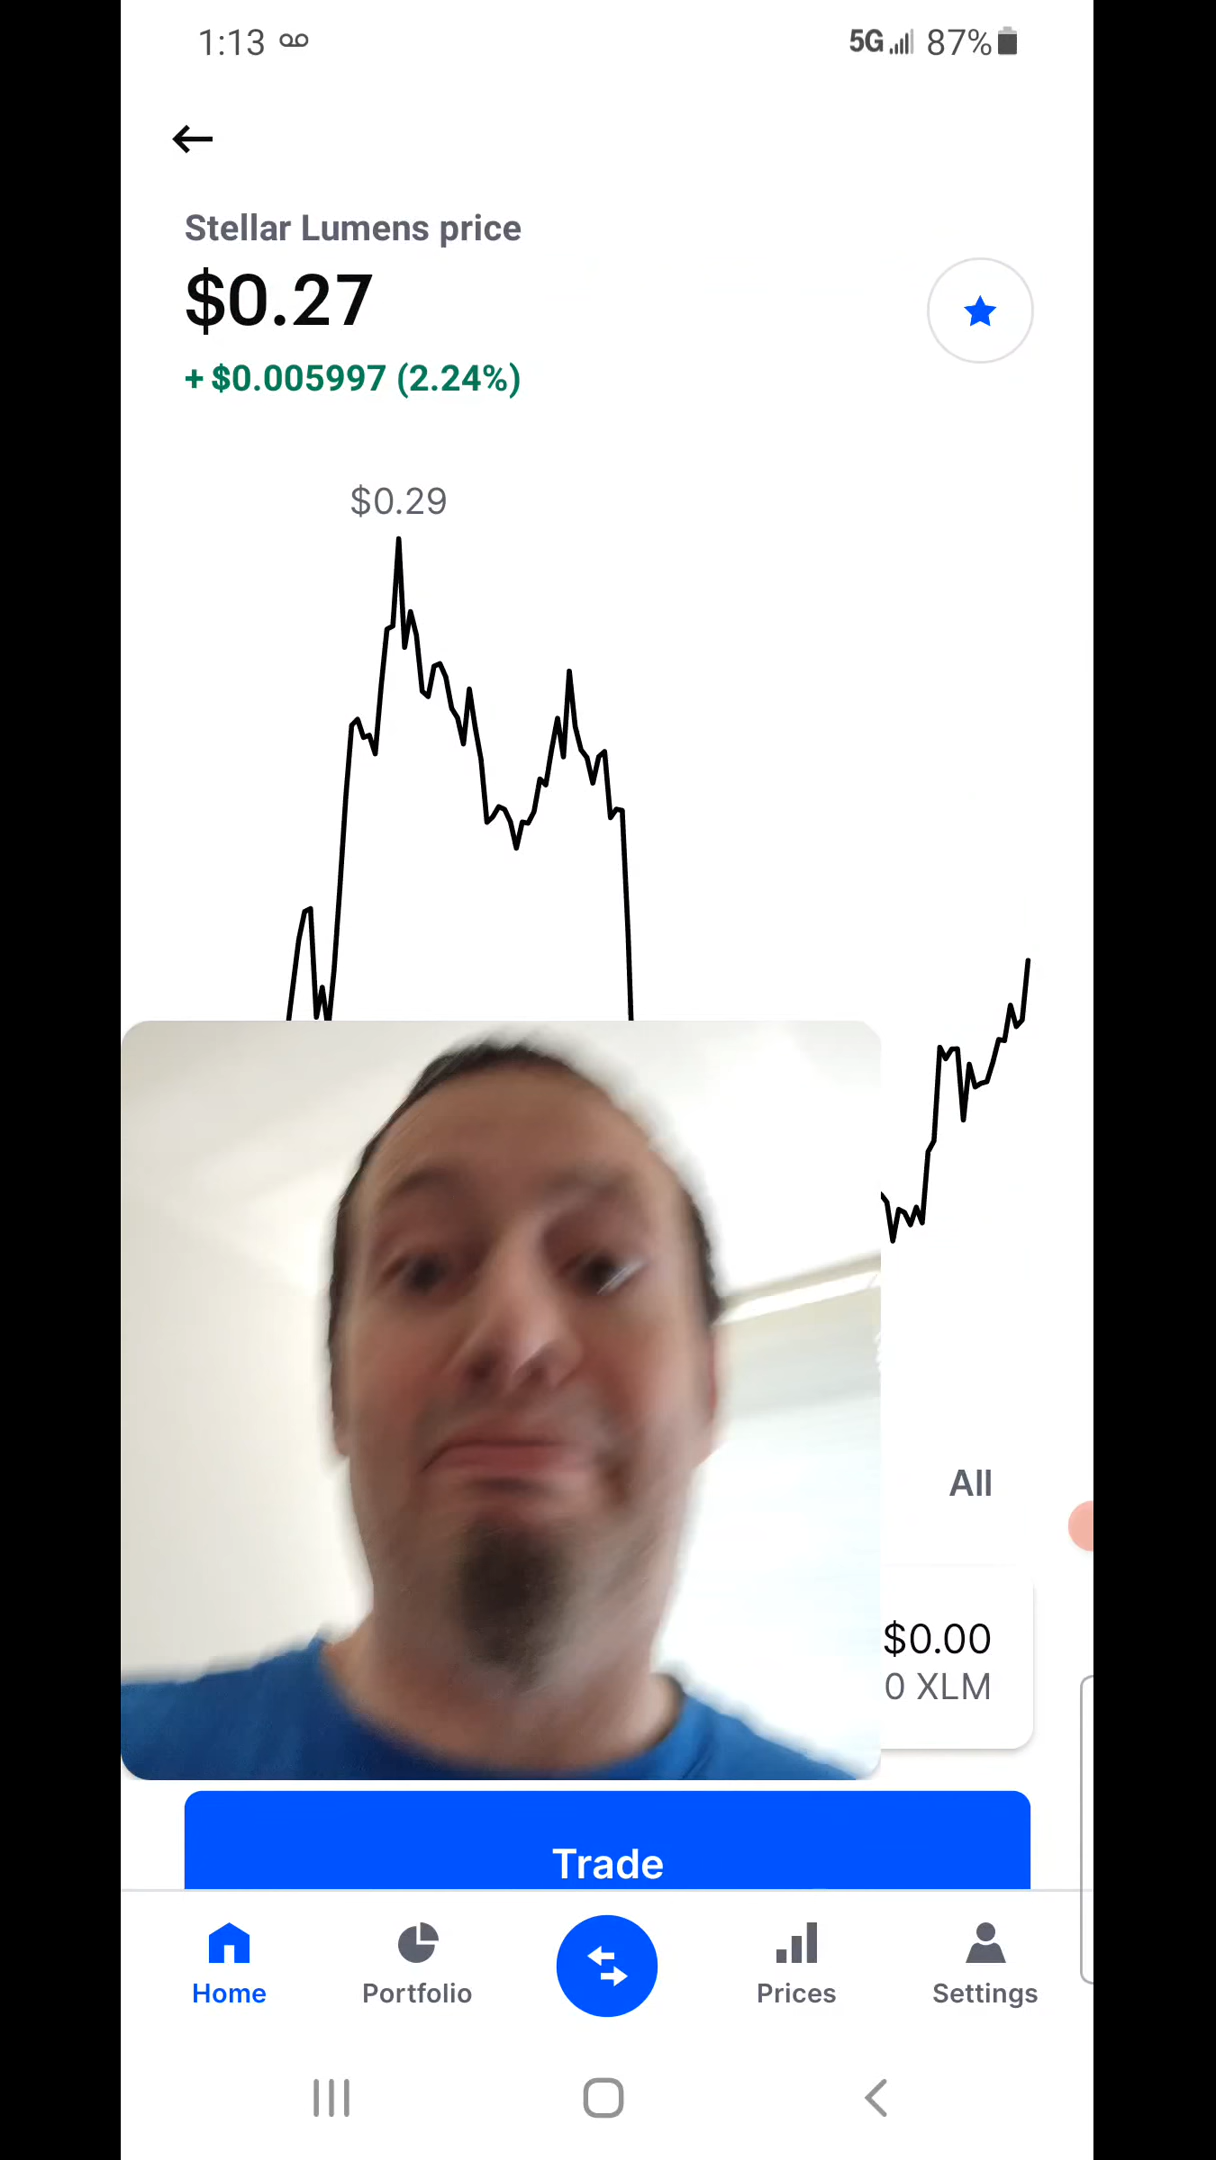 1:13
5G 87%
Stellar Lumens price
$0.27
+ $0.005997 (2.24%)
$0.29
All
$0.00
0 XLM
Trade
Home
Portfolio
Prices
Settings